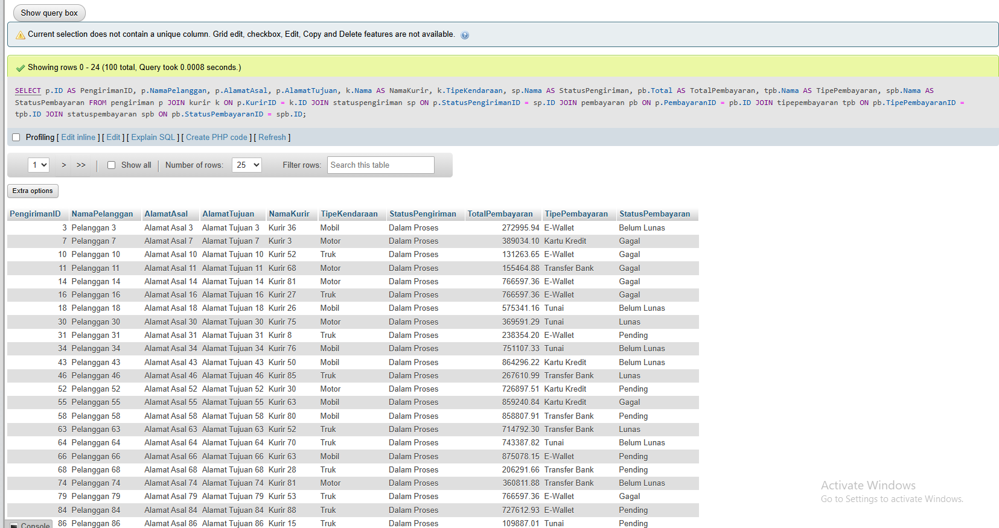 Show query box
Current selection does not contain a unique column. Grid edit, checkbox, Edit, Copy and Delete features are not available.
Showing rows 0 - 24 (100 total, Query took 0.0008 seconds.)
SELECT p.ID AS PengirimanID, p.NamaPelanggan, p.AlamatAsal, p.AlamatTujuan, k.Nama AS NamaKurir, k.TipeKendaraan, sp.Nama AS StatusPengiriman, pb.Total AS TotalPembayaran, tpb.Nama AS TipePembayaran, spb.Nama AS
StatusPembayaran FROM pengiriman p JOIN kurir k ON p.KurirID = k.ID JOIN statuspengiriman sp ON p.StatusPengirimanID = sp.ID JOIN pembayaran pb ON p.PembayaranID = pb.ID JOIN tipepembayaran tpb ON pb.TipePembayaranID =
tpb.ID JOIN statuspembayaran spb ON pb.StatusPembayaranID = spb.ID;
Profiling [ Edit inline ] [ Edit ] [ Explain SQL ] [ Create PHP code ] [ Refresh ]
1 > >> | Show all | Number of rows: 25 Filter rows: Search this table
Extra options
PengirimanID NamaPelanggan AlamatAsal AlamatTujuan NamaKurir TipeKendaraan StatusPengiriman TotalPembayaran TipePembayaran StatusPembayaran
3 Pelanggan 3 Alamat Asal 3 Alamat Tujuan 3 Kurir 36 Mobil Dalam Proses 272995.94 E-Wallet Belum Lunas
7 Pelanggan 7 Alamat Asal 7 Alamat Tujuan 7 Kurir 3 Motor Dalam Proses 389034.10 Kartu Kredit Gagal
10 Pelanggan 10 Alamat Asal 10 Alamat Tujuan 10 Kurir 52 Truk Dalam Proses 131263.65 E-Wallet Gagal
11 Pelanggan 11 Alamat Asal 11 Alamat Tujuan 11 Kurir 68 Motor Dalam Proses 155464.88 Transfer Bank Gagal
14 Pelanggan 14 Alamat Asal 14 Alamat Tujuan 14 Kurir 81 Motor Dalam Proses 766597.36 E-Wallet Gagal
16 Pelanggan 16 Alamat Asal 16 Alamat Tujuan 16 Kurir 27 Truk Dalam Proses 766597.36 E-Wallet Gagal
18 Pelanggan 18 Alamat Asal 18 Alamat Tujuan 18 Kurir 26 Mobil Dalam Proses 575341.16 Tunai Belum Lunas
30 Pelanggan 30 Alamat Asal 30 Alamat Tujuan 30 Kurir 75 Motor Dalam Proses 369591.29 Tunai Lunas
31 Pelanggan 31 Alamat Asal 31 Alamat Tujuan 31 Kurir 8 Truk Dalam Proses 238354.20 E-Wallet Pending
34 Pelanggan 34 Alamat Asal 34 Alamat Tujuan 34 Kurir 76 Mobil Dalam Proses 751107.33 Tunai Belum Lunas
43 Pelanggan 43 Alamat Asal 43 Alamat Tujuan 43 Kurir 50 Mobil Dalam Proses 864296.22 Kartu Kredit Belum Lunas
46 Pelanggan 46 Alamat Asal 46 Alamat Tujuan 46 Kurir 85 Truk Dalam Proses 267610.99 Transfer Bank Lunas
52 Pelanggan 52 Alamat Asal 52 Alamat Tujuan 52 Kurir 30 Motor Dalam Proses 726897.51 Kartu Kredit Pending
55 Pelanggan 55 Alamat Asal 55 Alamat Tujuan 55 Kurir 63 Mobil Dalam Proses 859240.84 Kartu Kredit Gagal
58 Pelanggan 58 Alamat Asal 58 Alamat Tujuan 58 Kurir 80 Mobil Dalam Proses 858807.91 Transfer Bank Pending
63 Pelanggan 63 Alamat Asal 63 Alamat Tujuan 63 Kurir 52 Truk Dalam Proses 714792.30 Transfer Bank Lunas
64 Pelanggan 64 Alamat Asal 64 Alamat Tujuan 64 Kurir 70 Truk Dalam Proses 743387.82 Tunai Belum Lunas
66 Pelanggan 66 Alamat Asal 66 Alamat Tujuan 66 Kurir 63 Mobil Dalam Proses 875078.15 E-Wallet Pending
68 Pelanggan 68 Alamat Asal 68 Alamat Tujuan 68 Kurir 28 Truk Dalam Proses 206291.66 Transfer Bank Pending
74 Pelanggan 74 Alamat Asal 74 Alamat Tujuan 74 Kurir 81 Motor Dalam Proses 360811.88 Transfer Bank Belum Lunas
79 Pelanggan 79 Alamat Asal 79 Alamat Tujuan 79 Kurir 53 Truk Dalam Proses 766597.36 E-Wallet Gagal
84 Pelanggan 84 Alamat Asal 84 Alamat Tujuan 84 Kurir 88 Truk Dalam Proses 727612.93 E-Wallet Pending
86 Pelanggan 86 Alamat Asal 86 Alamat Tujuan 86 Kurir 15 Truk Dalam Proses 109887.01 Tunai Pending
Console
Activate Windows
Go to Settings to activate Windows.